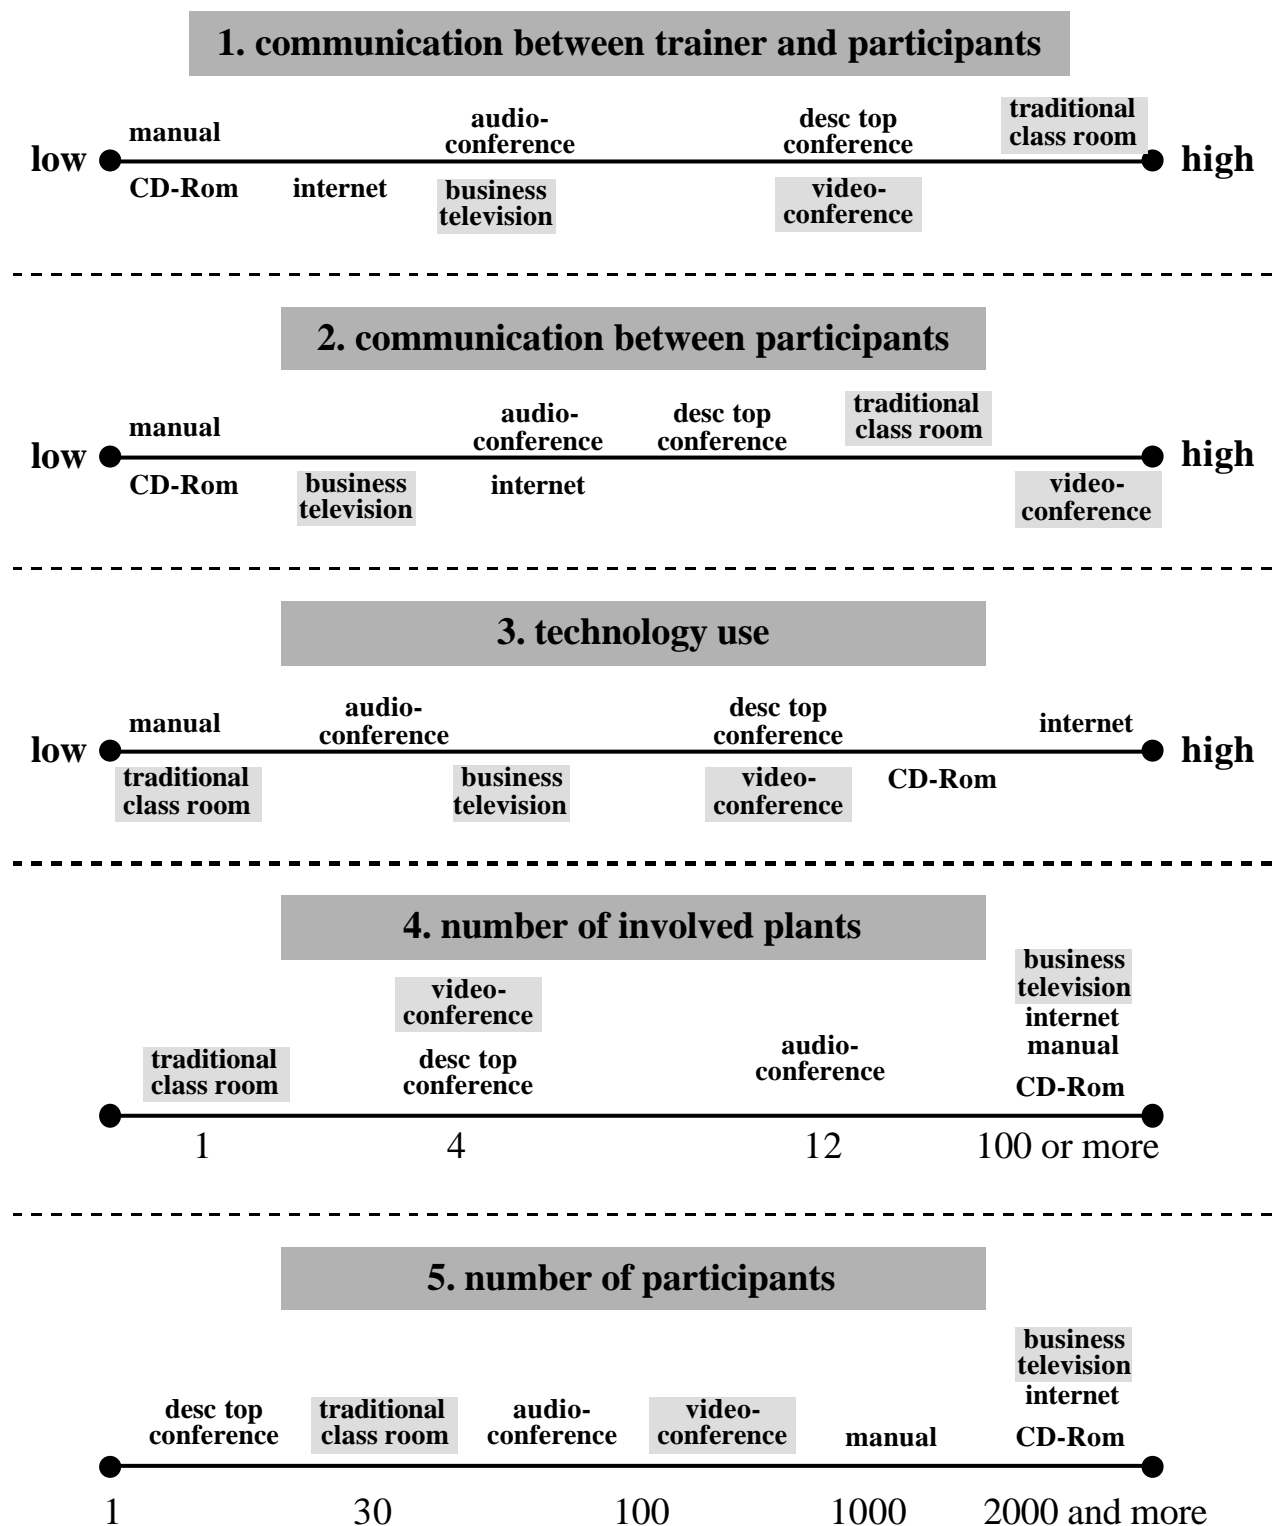 1. communication between trainer and participants
manual
audio-
conference
desc top
conference
traditional
class room
low
high
CD-Rom
internet
business
television
video-
conference
2. communication between participants
manual
audio-
conference
desc top
conference
traditional
class room
low
high
CD-Rom
business
television
internet
video-
conference
3. technology use
manual
audio-
conference
desc top
conference
internet
low
high
traditional
class room
business
television
video-
conference
CD-Rom
4. number of involved plants
traditional
class room
video-
conference
desc top
conference
audio-
conference
business
television
internet
manual
CD-Rom
1 4 12 100 or more
5. number of participants
desc top
conference
traditional
class room
audio-
conference
video-
conference
manual
business
television
internet
CD-Rom
1 30 100 1000 2000 and more